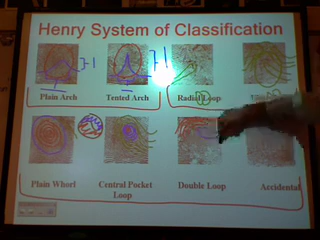 Henry System of Classification
Plain Arch
Tented Arch
Radial Loop
Plain Whorl
Central Pocket
Loop
Double Loop
Accidental